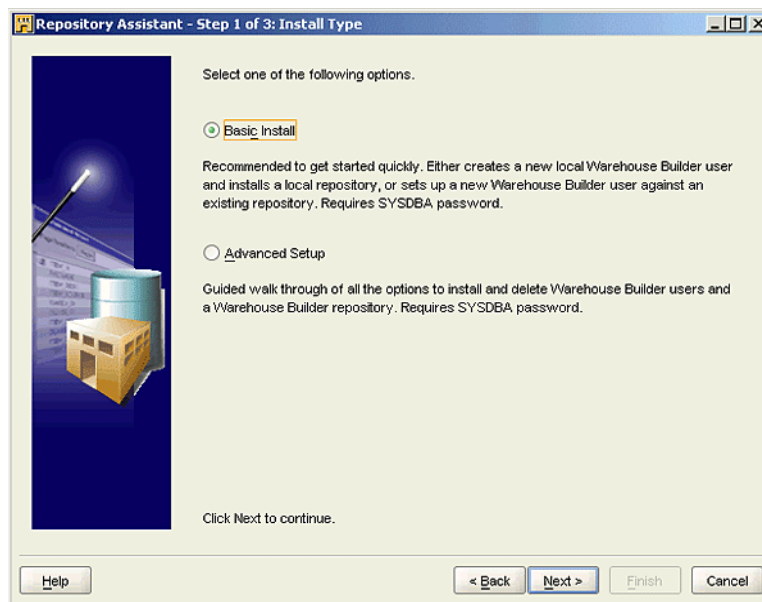 Repository Assistant - Step 1 of 3: Install Type
Select one of the following options.
Basic Install
Recommended to get started quickly. Either creates a new local Warehouse Builder user
and installs a local repository, or sets up a new Warehouse Builder user against an
existing repository. Requires SYSDBA password.
Advanced Setup
Guided walk through of all the options to install and delete Warehouse Builder users and
a Warehouse Builder repository. Requires SYSDBA password.
Click Next to continue.
Help
< Back
Next >
Finish
Cancel